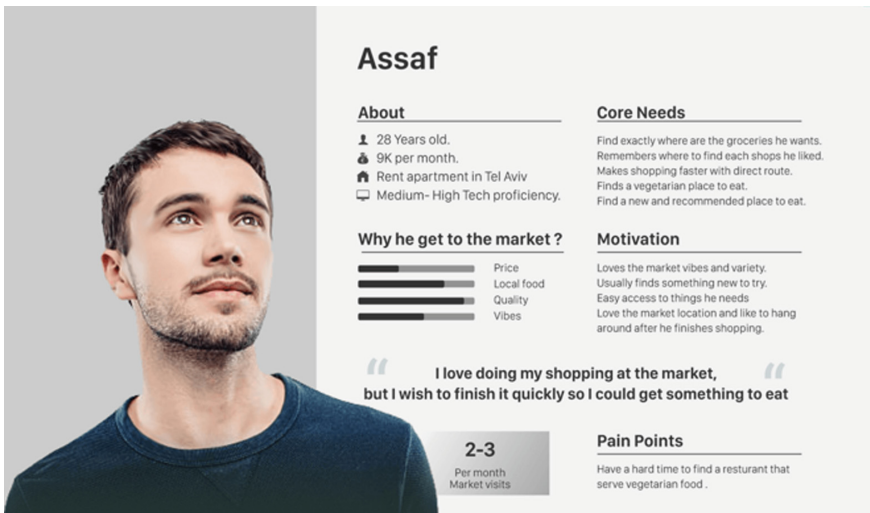 Assaf
About
28 Years old.
9K per month.
Rent apartment in Tel Aviv
Medium- High Tech proficiency.
Core Needs
Find exactly where are the groceries he wants.
Remembers where to find each shops he liked.
Makes shopping faster with direct route.
Finds a vegetarian place to eat.
Find a new and recommended place to eat.
Why he get to the market ?
Price
Local food
Quality
Vibes
Motivation
Loves the market vibes and variety.
Usually finds something new to try.
Easy access to things he needs
Love the market location and like to hang
around after he finishes shopping.
“ I love doing my shopping at the market, “
but I wish to finish it quickly so I could get something to eat
2-3
Per month
Market visits
Pain Points
Have a hard time to find a resturant that
serve vegetarian food .